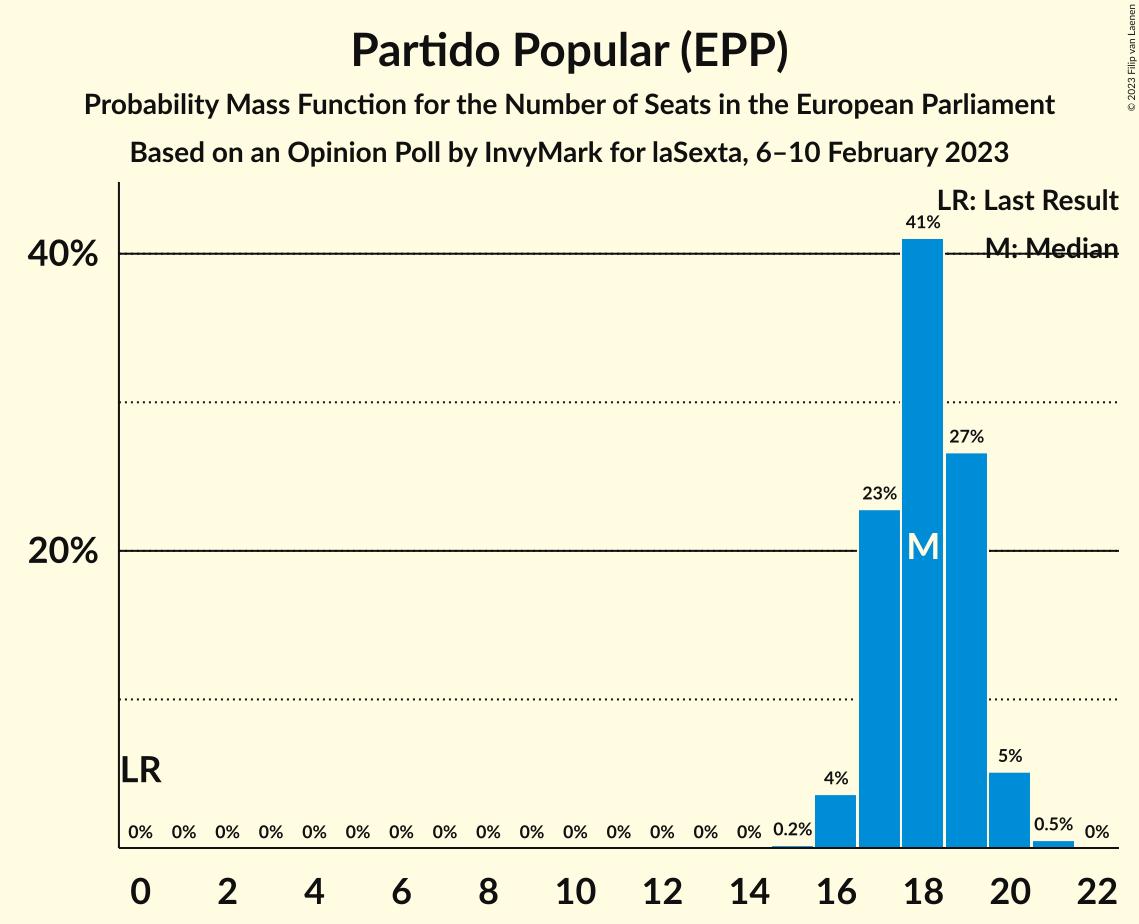 Partido Popular (EPP)
Probability Mass Function for the Number of Seats in the European Parliament
Based on an Opinion Poll by InvyMark for laSexta, 6–10 February 2023
© 2023 Filip van Laenen
LR: Last Result
M: Median
40%
20%
41%
27%
23%
M
5%
4%
LR
0% 0% 0% 0% 0% 0% 0% 0% 0% 0% 0% 0% 0% 0% 0% 0.2% 0.5% 0%
0 2 4 6 8 10 12 14 16 18 20 22